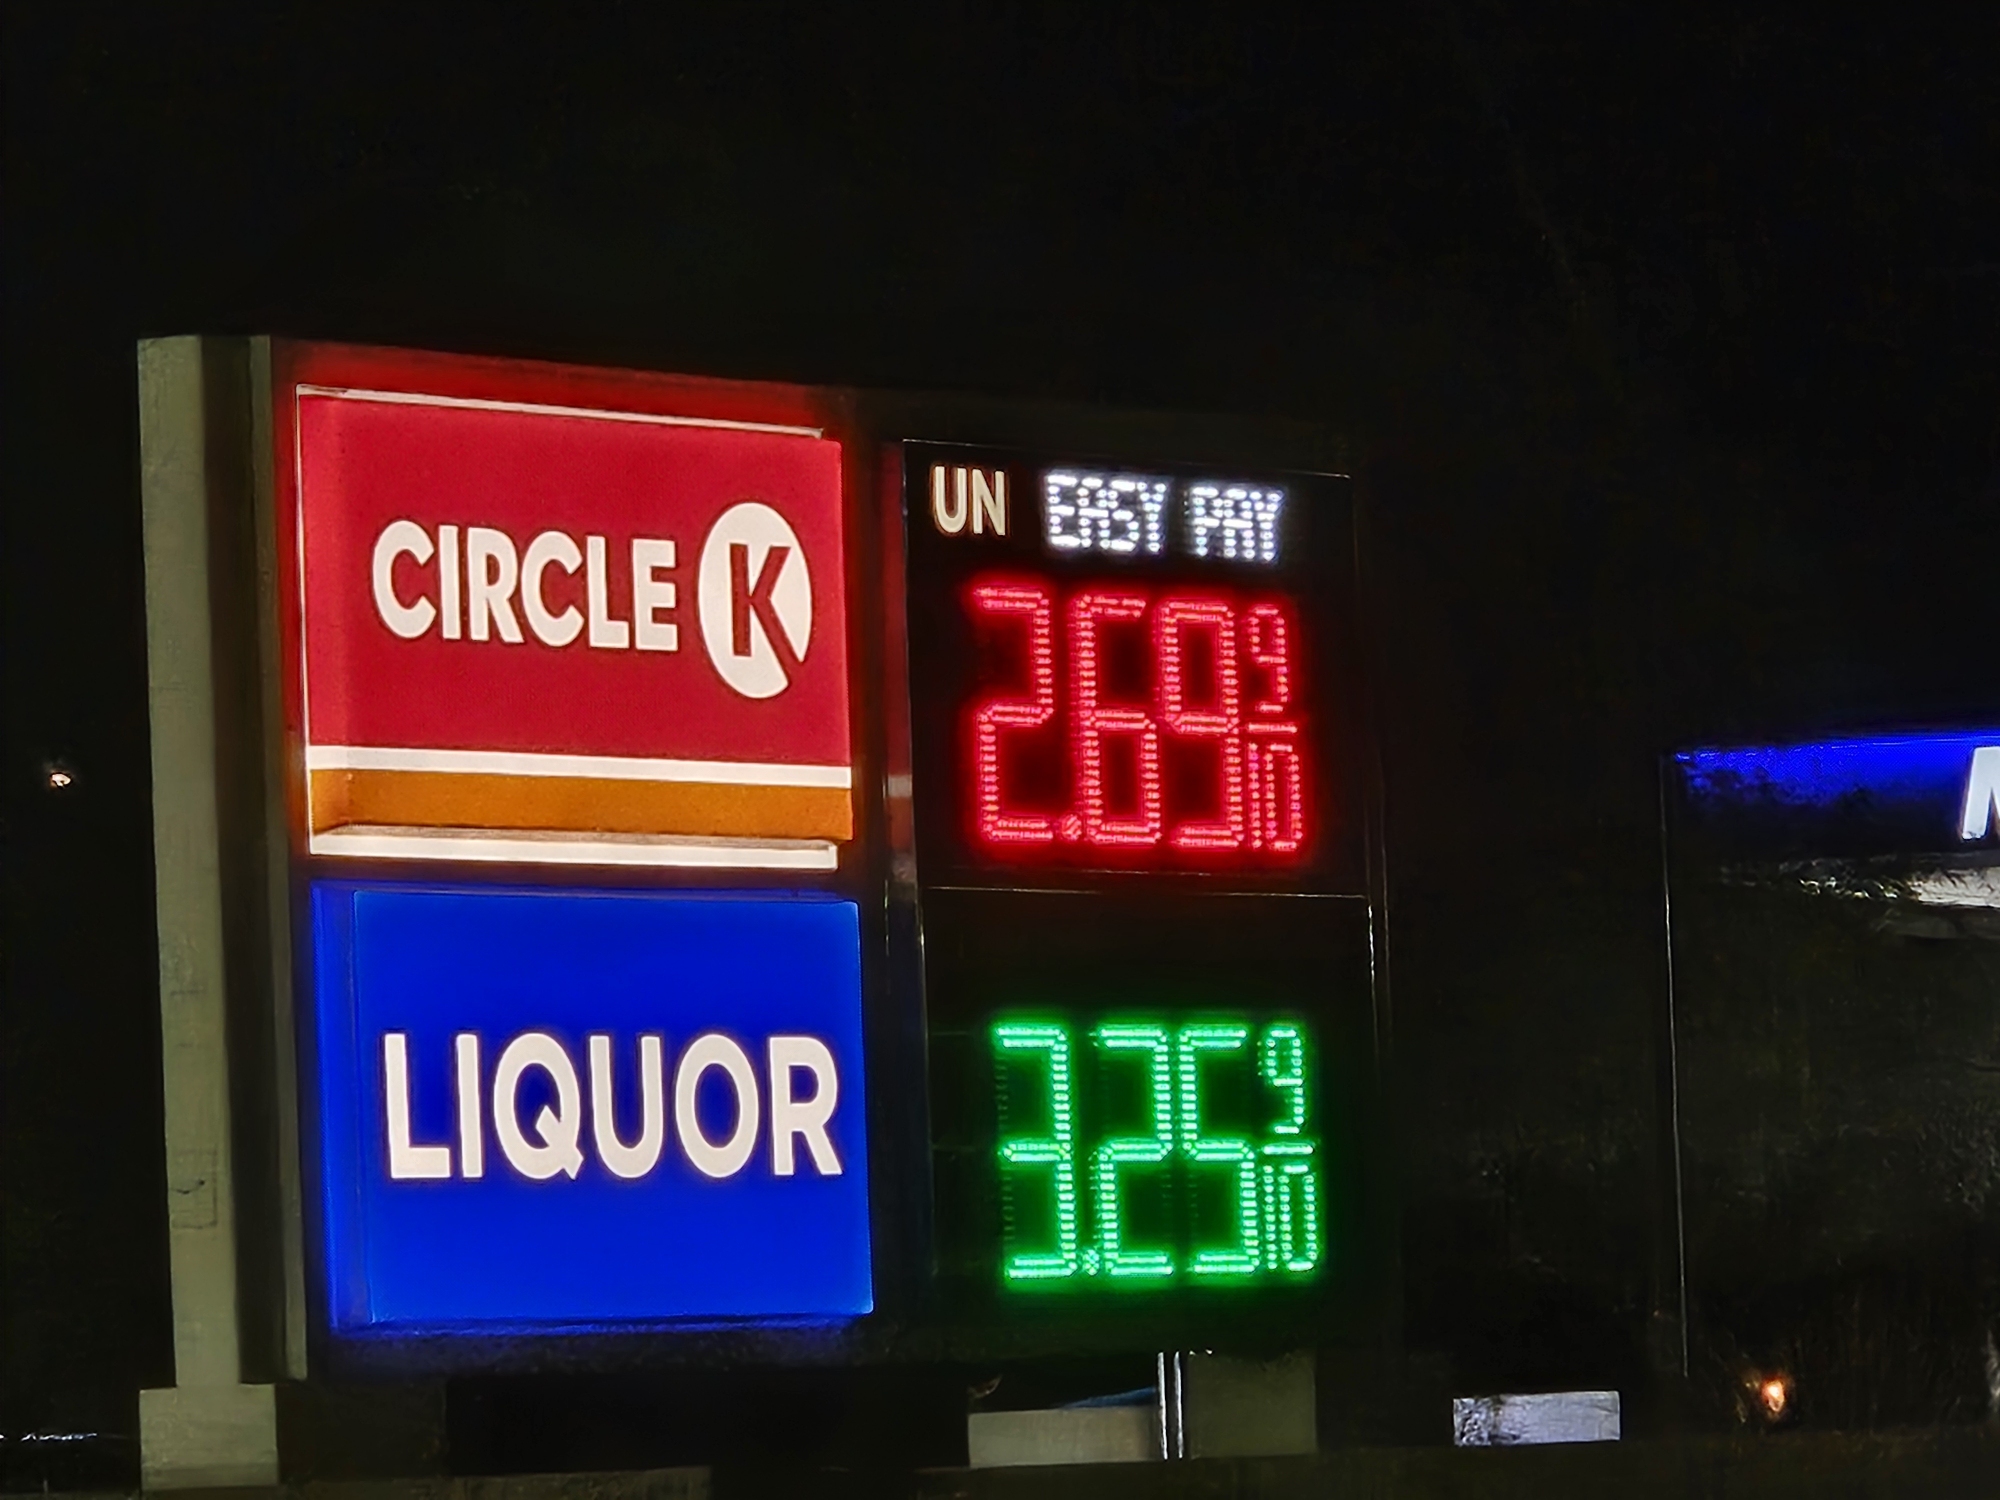 CIRCLE K
LIQUOR
UN EASY PAY
2.69 9/10
3.25 9/10